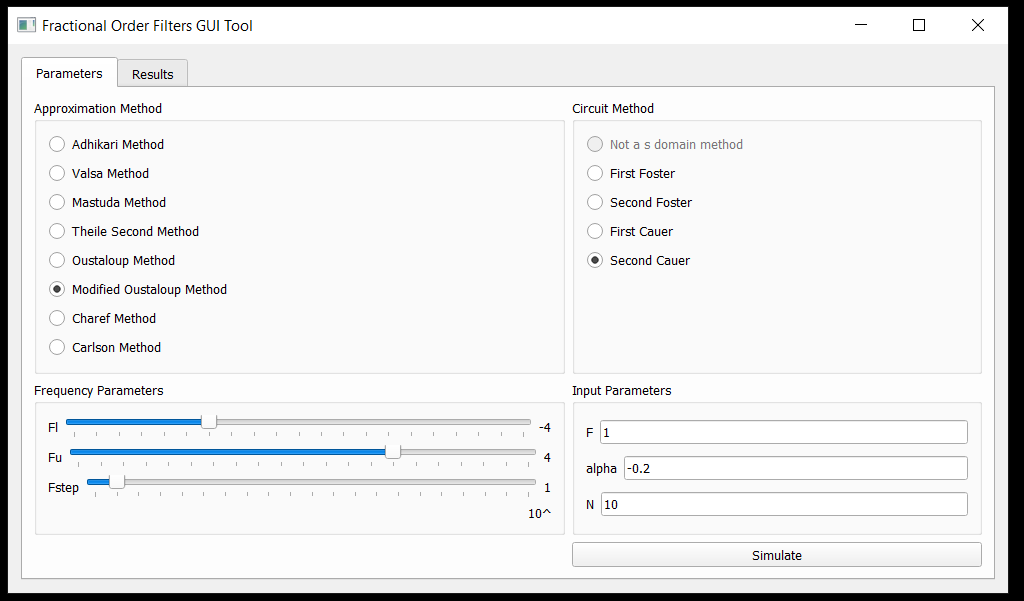 Fractional Order Filters GUI Tool
Parameters
Results
Approximation Method
Adhikari Method
Valsa Method
Mastuda Method
Theile Second Method
Oustaloup Method
Modified Oustaloup Method
Charef Method
Carlson Method
Circuit Method
Not a s domain method
First Foster
Second Foster
First Cauer
Second Cauer
Frequency Parameters
Fl -4
Fu 4
Fstep 1
10^
Input Parameters
F 1
alpha -0.2
N 10
Simulate